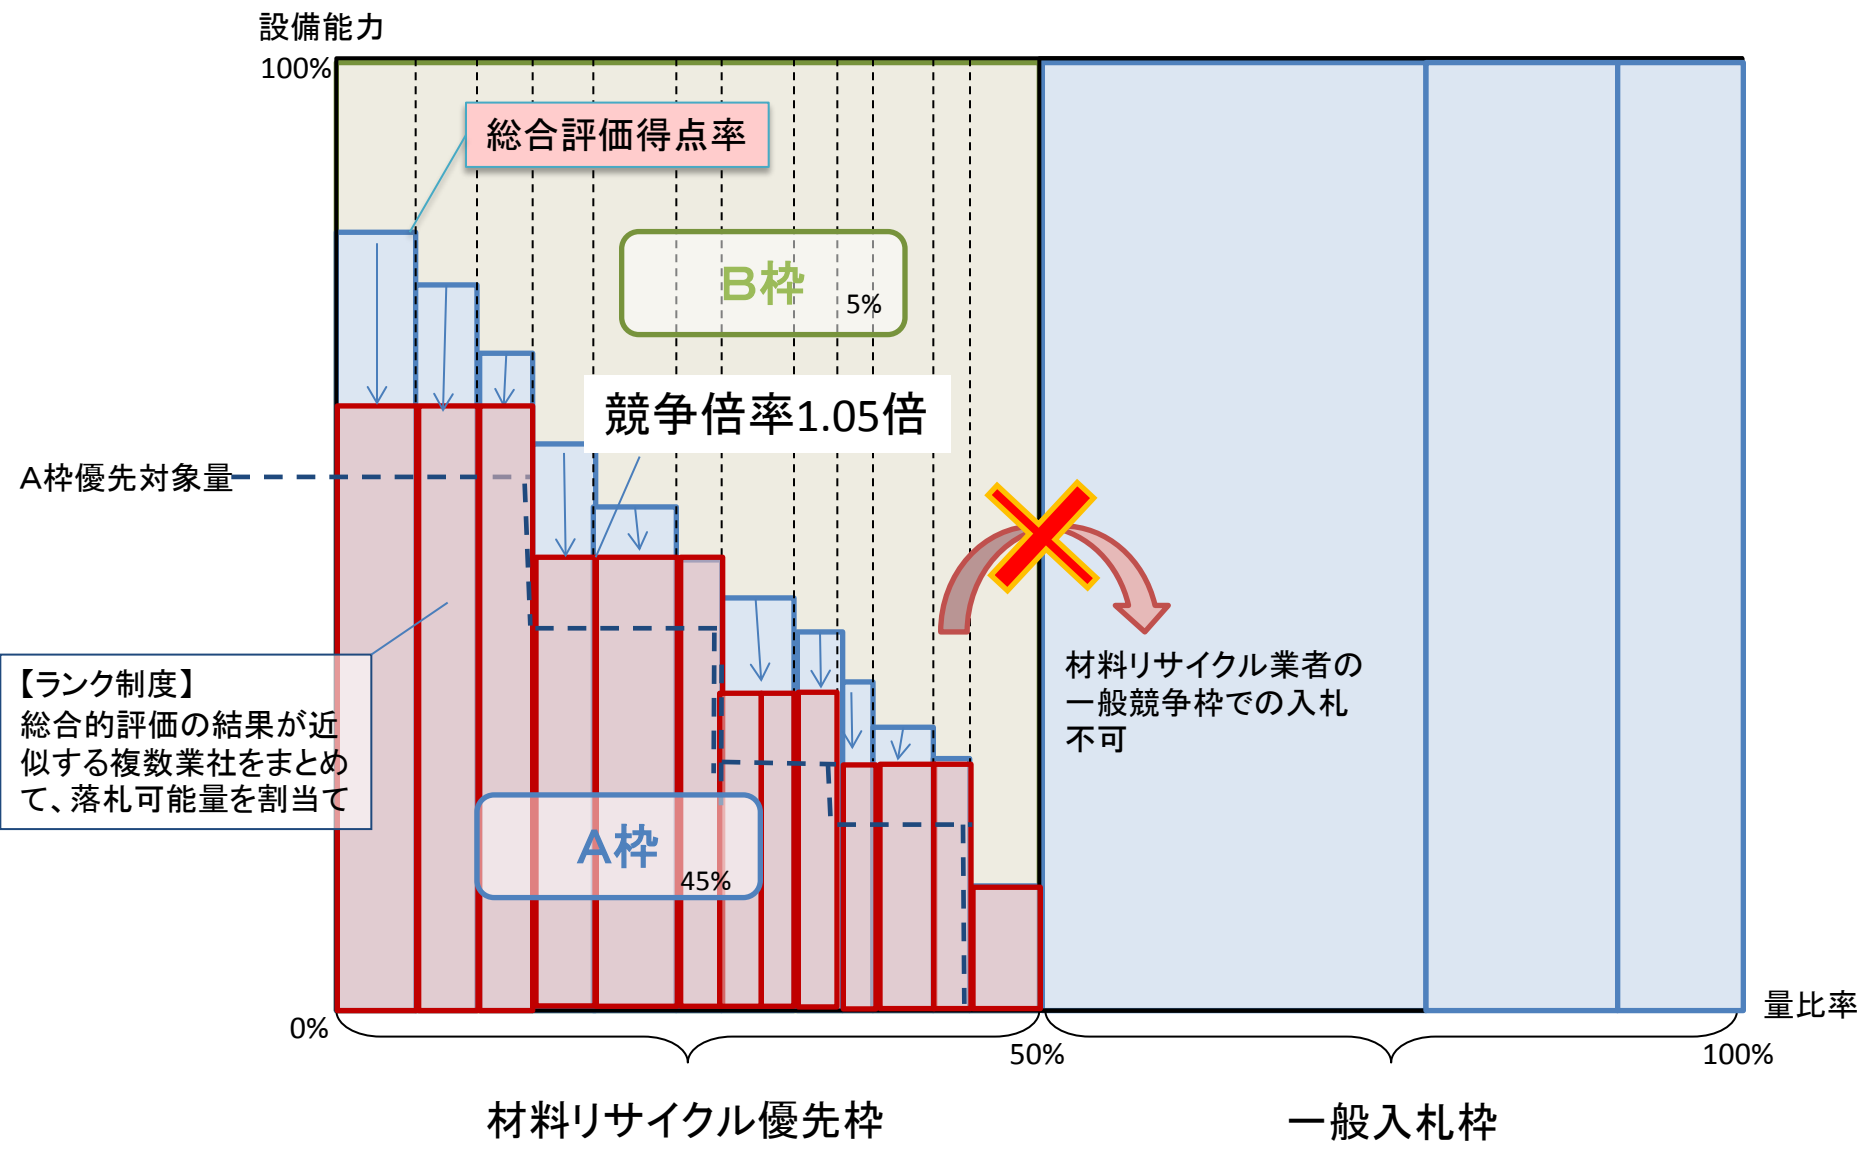 設備能力
100%
総合評価得点率
B枠
5%
競争倍率1.05倍
A枠優先対象量
【ランク制度】
総合的評価の結果が近
似する複数業社をまとめ
て、落札可能量を割当て
材料リサイクル業者の
一般競争枠での入札
不可
A枠
45%
量比率
0%
50%
100%
材料リサイクル優先枠
一般入札枠